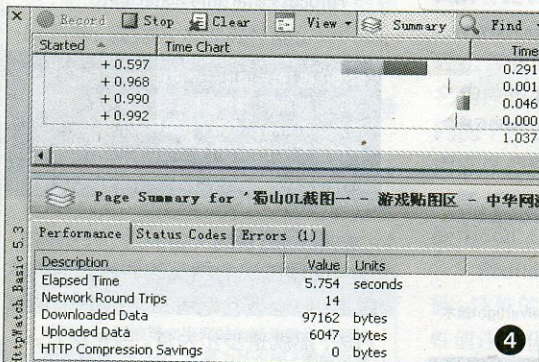 Record Stop Clear View Summary Find
Started Time Chart Time
+ 0.597 0.291
+ 0.968 0.001
+ 0.990 0.046
+ 0.992 0.000
1.037
Page Summary for '蜀山OL截图一 - 游戏贴图区 - 中华网
Performance Status Codes Errors (1)
Description Value Units
Elapsed Time 5.754 seconds
Network Round Trips 14
Downloaded Data 97162 bytes
Uploaded Data 6047 bytes
HTTP Compression Savings 0 bytes
HttpWatch Basic 5.3
4